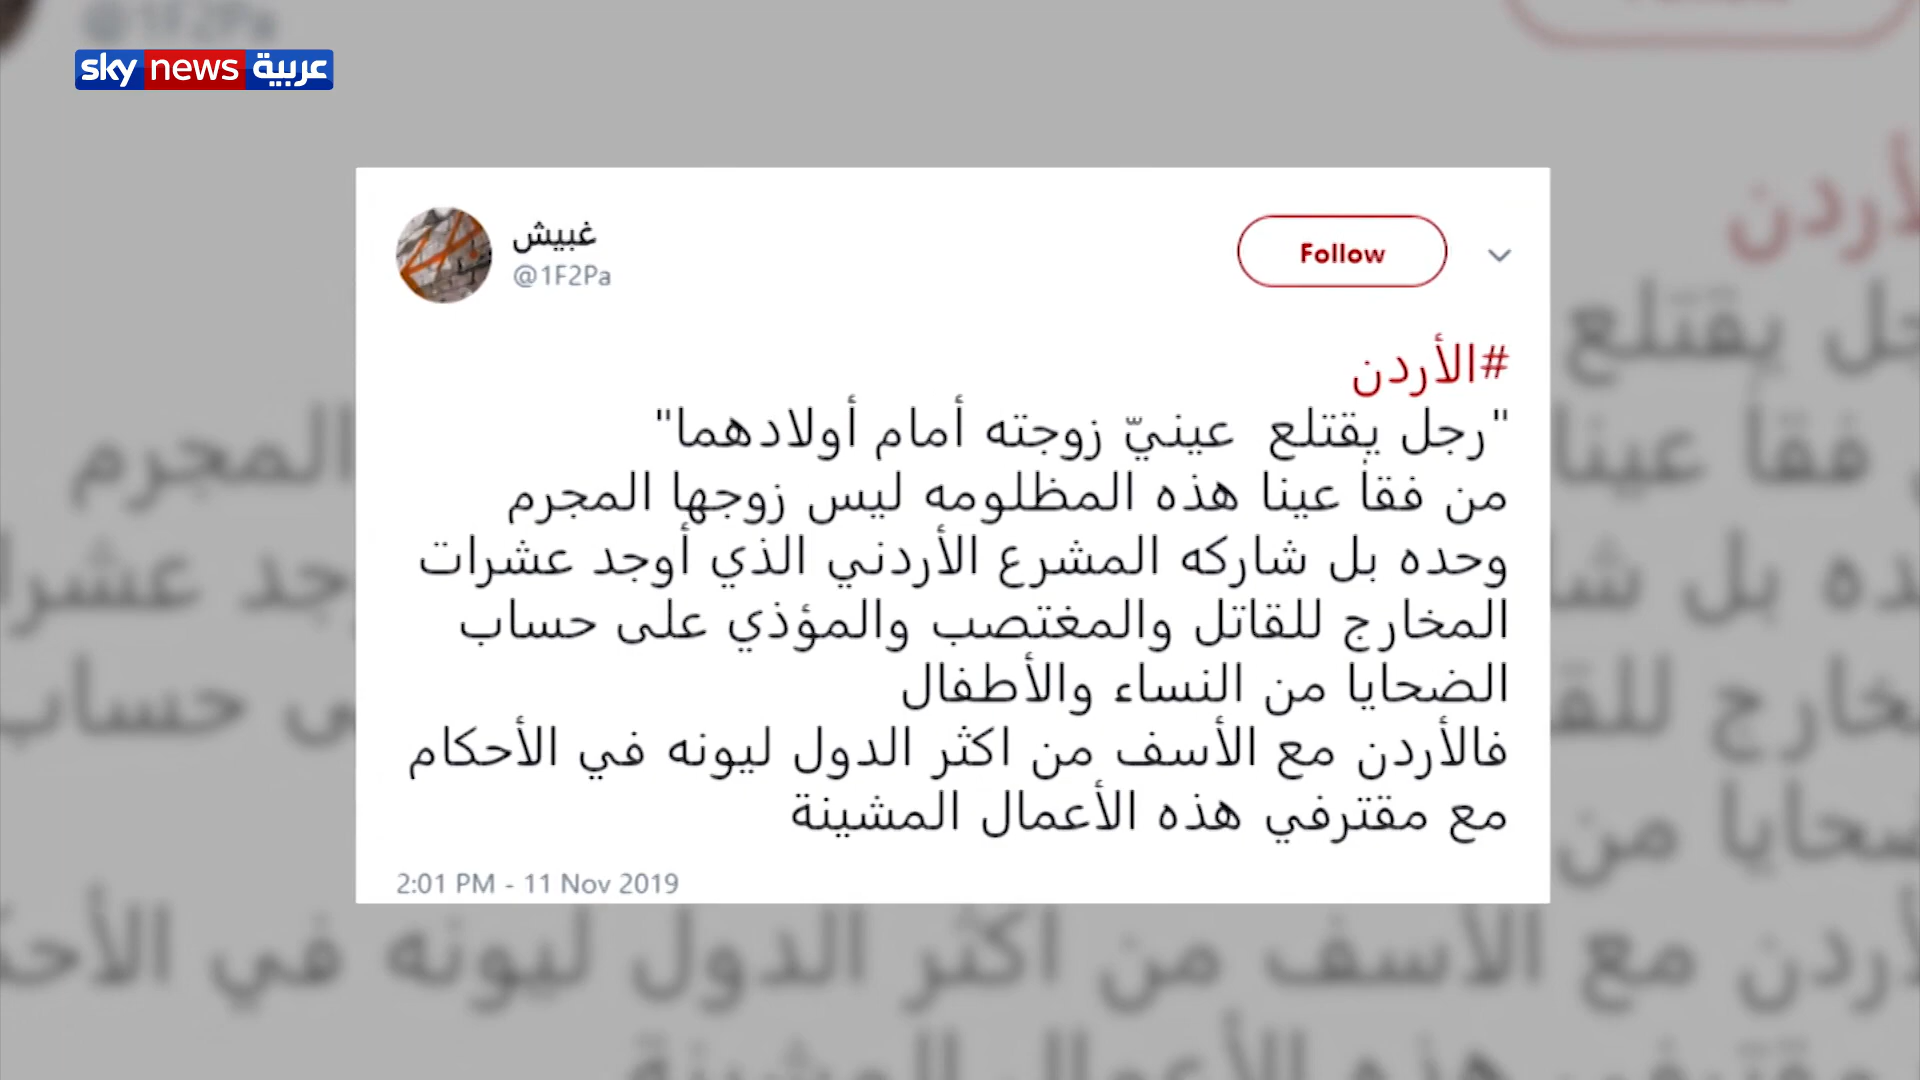 sky news عربية
غبيش
@1F2Pa
Follow
#الأردن
"رجل يقتلع عينيّ زوجته أمام أولادهما"
من فقأ عينا هذه المظلومه ليس زوجها المجرم
وحده بل شاركه المشرع الأردني الذي أوجد عشرات
المخارج للقاتل والمغتصب والمؤذي على حساب
الضحايا من النساء والأطفال
فالأردن مع الأسف من اكثر الدول ليونه في الأحكام
مع مقترفي هذه الأعمال المشينة
2:01 PM - 11 Nov 2019